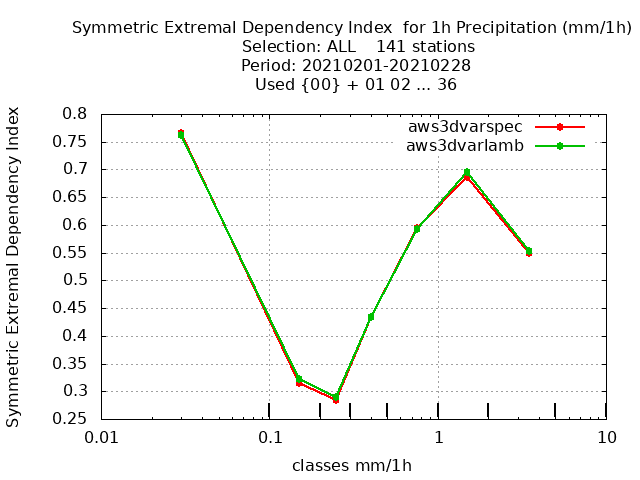 Symmetric Extremal Dependency Index  for 1h Precipitation (mm/1h)
Selection: ALL    141 stations
Period: 20210201-20210228
Used {00} + 01 02 ... 36
Symmetric Extremal Dependency Index
0.8
0.75
0.7
0.65
0.6
0.55
0.5
0.45
0.4
0.35
0.3
0.25
aws3dvarspec
aws3dvarlamb
0.01
0.1
1
10
classes mm/1h